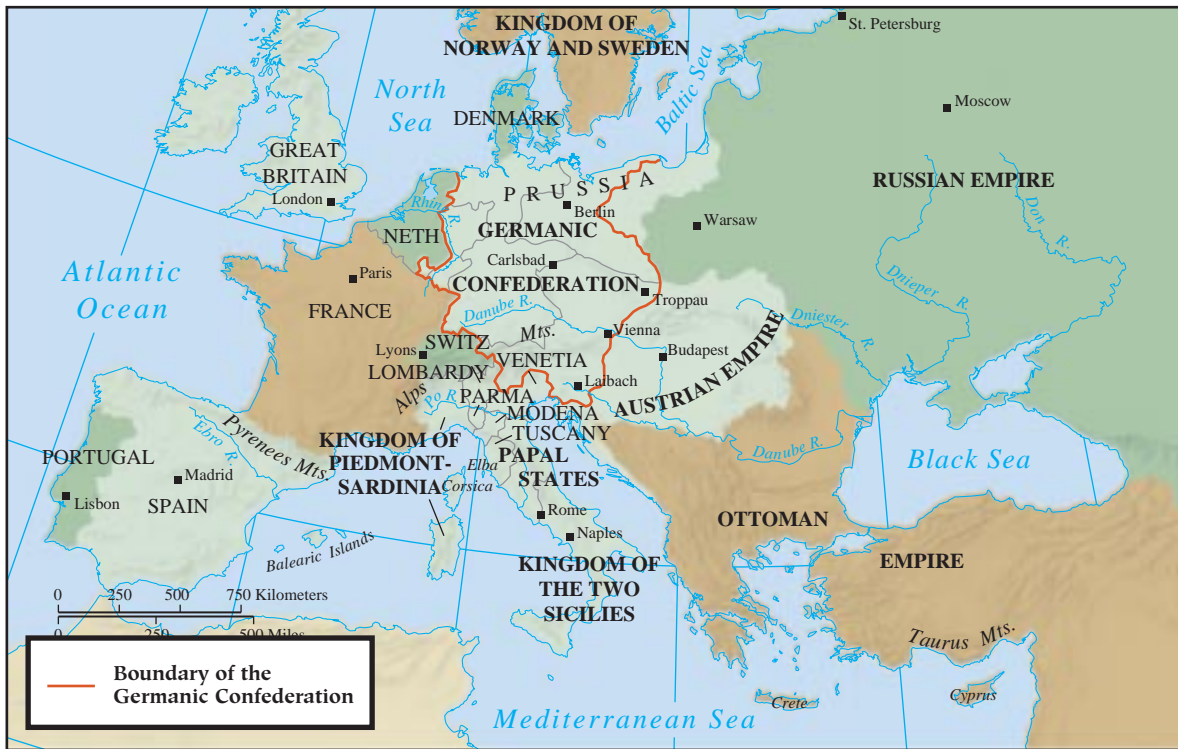 KINGDOM OF
NORWAY AND SWEDEN
St. Petersburg
North
Sea
Baltic Sea
Moscow
DENMARK
GREAT
BRITAIN
London
PRUSSIA
RUSSIAN EMPIRE
Rhine R.
Berlin
Warsaw
Don R.
NETH
GERMANIC
Carlsbad
CONFEDERATION
Atlantic
Ocean
Paris
FRANCE
Troppau
Dnieper R.
Danube R.
Mts.
Vienna
Dniester
Budapest
Lyons
SWITZ
VENETIA
LOMBARDY
Laibach
AUSTRIAN EMPIRE
Alps
Po R.
PARMA
MODENA
TUSCANY
Danube R.
Black Sea
Ebro R.
Pyrenees Mts.
KINGDOM OF
PIEDMONT-
SARDINIA
PAPAL
STATES
Elba
Corsica
PORTUGAL
Madrid
Lisbon
SPAIN
Rome
Naples
OTTOMAN
EMPIRE
Balearic Islands
KINGDOM OF
THE TWO
SICILIES
0 250 500 750 Kilometers
0 250 500 Miles
Taurus Mts.
Crete
Cyprus
Mediterranean Sea
Boundary of the
Germanic Confederation